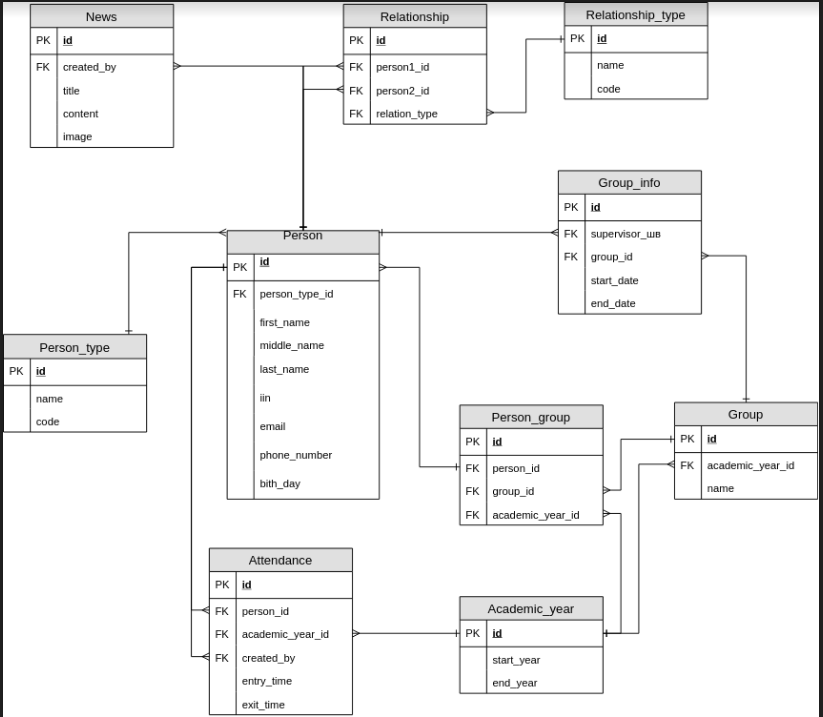 News
PK id
FK created_by
title
content
image
Relationship
PK id
FK person1_id
FK person2_id
FK relation_type
Relationship_type
PK id
name
code
Group_info
PK id
FK supervisor_шв
FK group_id
start_date
end_date
Person
PK id
FK person_type_id
first_name
middle_name
last_name
iin
email
phone_number
bith_day
Person_type
PK id
name
code
Person_group
PK id
FK person_id
FK group_id
FK academic_year_id
Group
PK id
FK academic_year_id
name
Attendance
PK id
FK person_id
FK academic_year_id
FK created_by
entry_time
exit_time
Academic_year
PK id
start_year
end_year